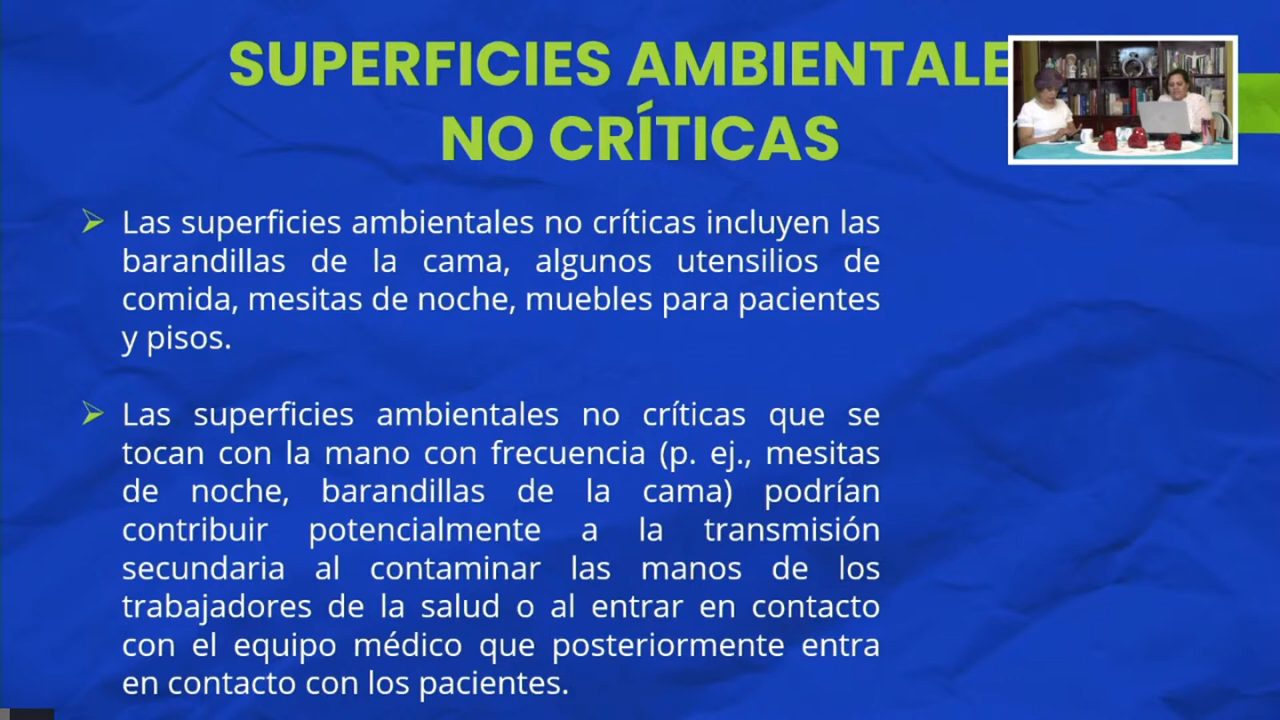 SUPERFICIES AMBIENTALE
NO CRÍTICAS
Las superficies ambientales no críticas incluyen las
barandillas de la cama, algunos utensilios de
comida, mesitas de noche, muebles para pacientes
y pisos.
Las superficies ambientales no críticas que se
tocan con la mano con frecuencia (p. ej., mesitas
de noche, barandillas de la cama) podrían
contribuir potencialmente a la transmisión
secundaria al contaminar las manos de los
trabajadores de la salud o al entrar en contacto
con el equipo médico que posteriormente entra
en contacto con los pacientes.